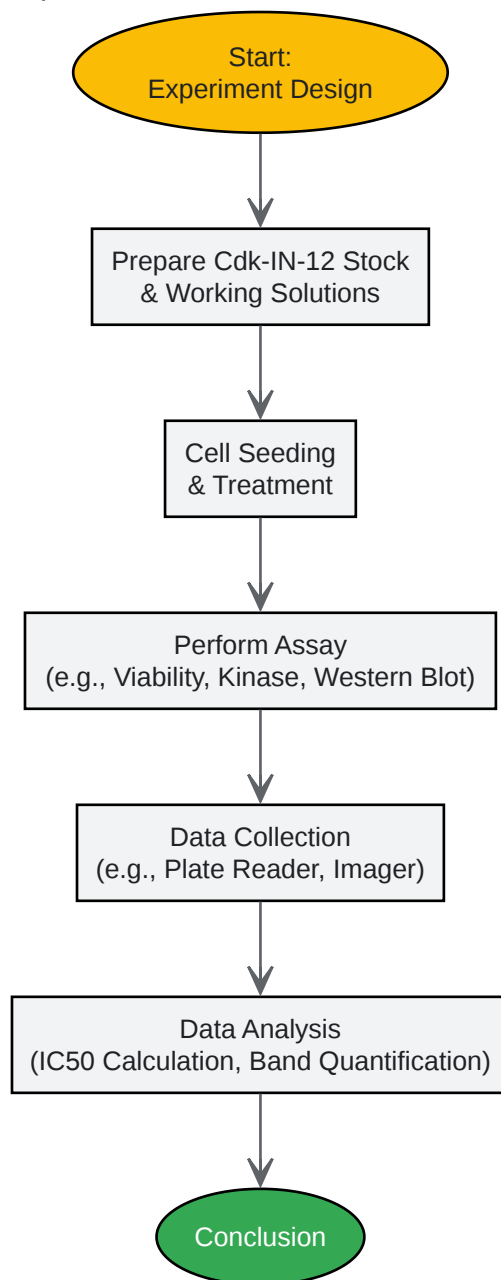 Start:
Experiment Design
Prepare Cdk-IN-12 Stock
& Working Solutions
Cell Seeding
& Treatment
Perform Assay
(e.g., Viability, Kinase, Western Blot)
Data Collection
(e.g., Plate Reader, Imager)
Data Analysis
(IC50 Calculation, Band Quantification)
Conclusion